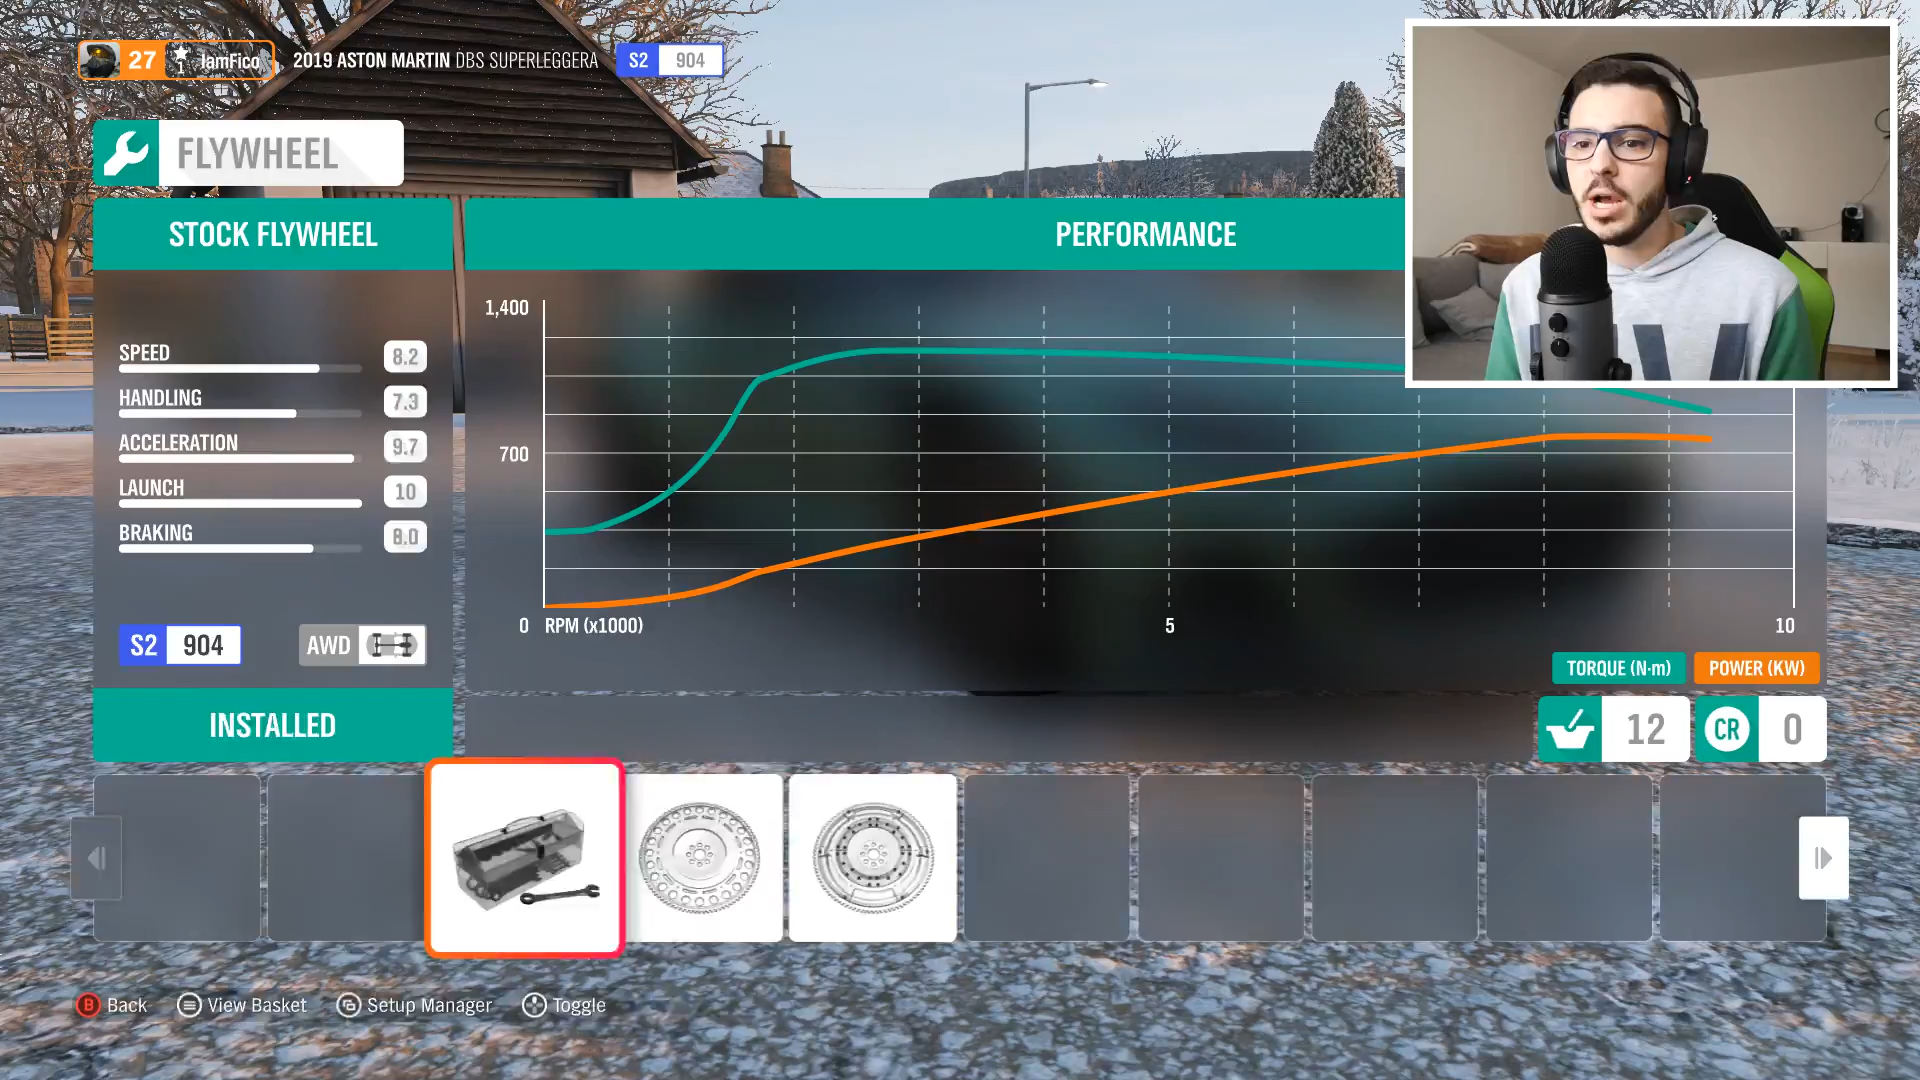 27 1 IamFico 2019 ASTON MARTIN DBS SUPERLEGGERA S2 904
FLYWHEEL
STOCK FLYWHEEL
SPEED 8.2
HANDLING 7.3
ACCELERATION 9.7
LAUNCH 10
BRAKING 8.0
S2 904 AWD
INSTALLED
PERFORMANCE
1,400
700
0 RPM (x1000) 5 10
TORQUE (N·m) POWER (KW)
12 CR 0
B Back View Basket Setup Manager Toggle